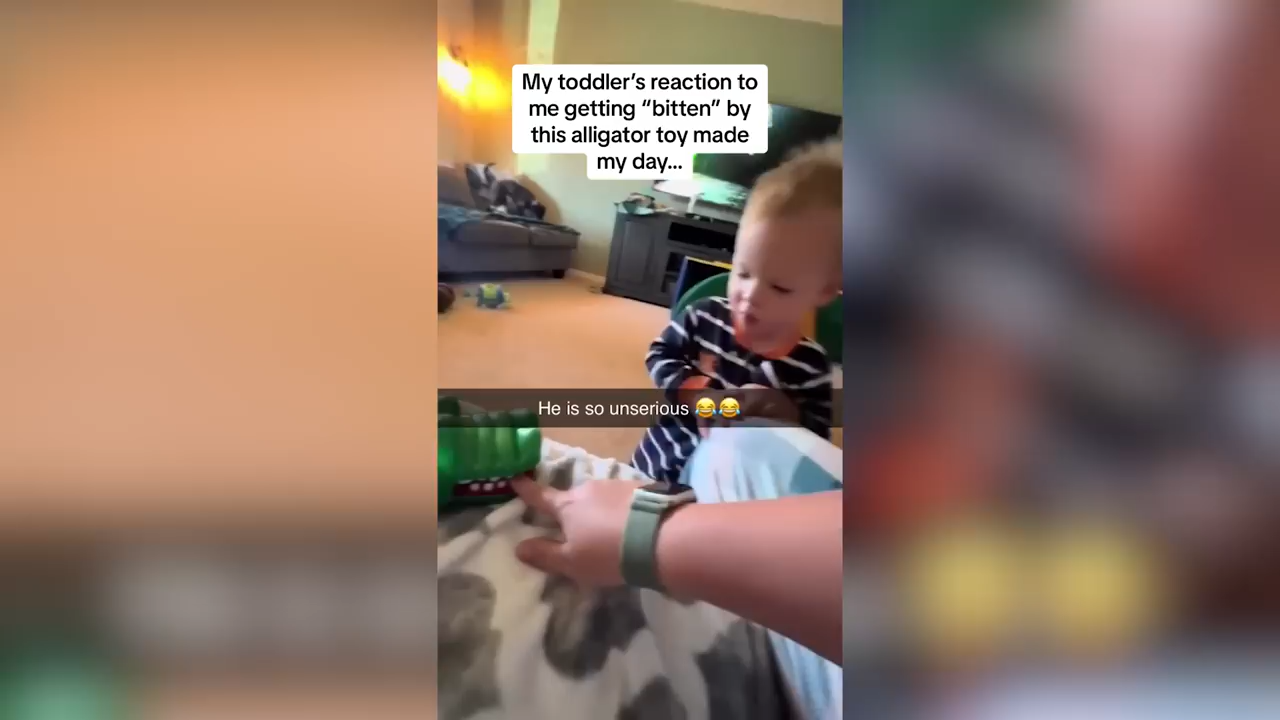 My toddler’s reaction to
me getting “bitten” by
this alligator toy made
my day...
He is so unserious 😂😂